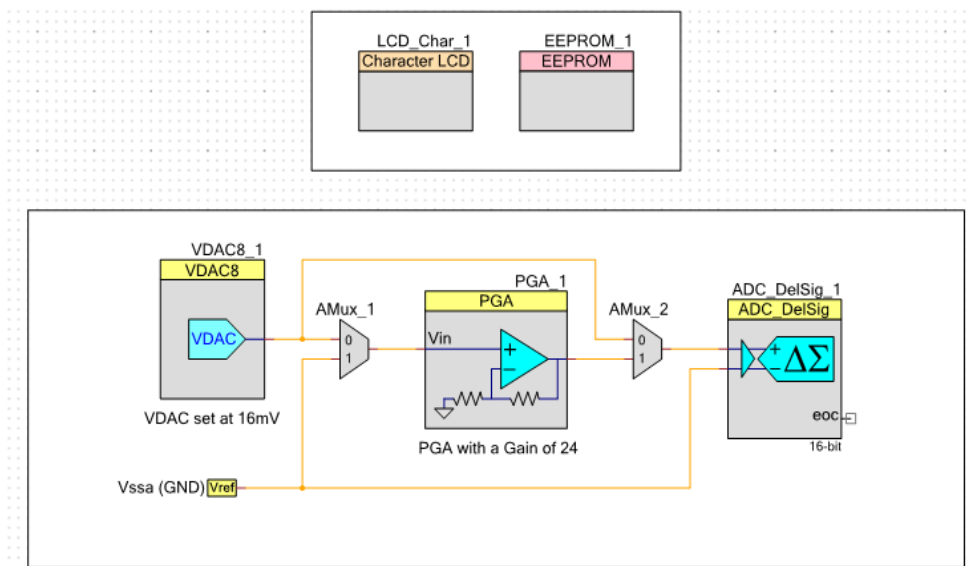 LCD_Char_1
Character LCD
EEPROM_1
EEPROM
VDAC8_1
VDAC8
VDAC
VDAC set at 16mV
AMux_1
0
1
PGA_1
PGA
Vin
+
−
PGA with a Gain of 24
AMux_2
0
1
ADC_DelSig_1
ADC_DelSig
+
−
ΔΣ
eoc
16-bit
Vssa (GND) Vref